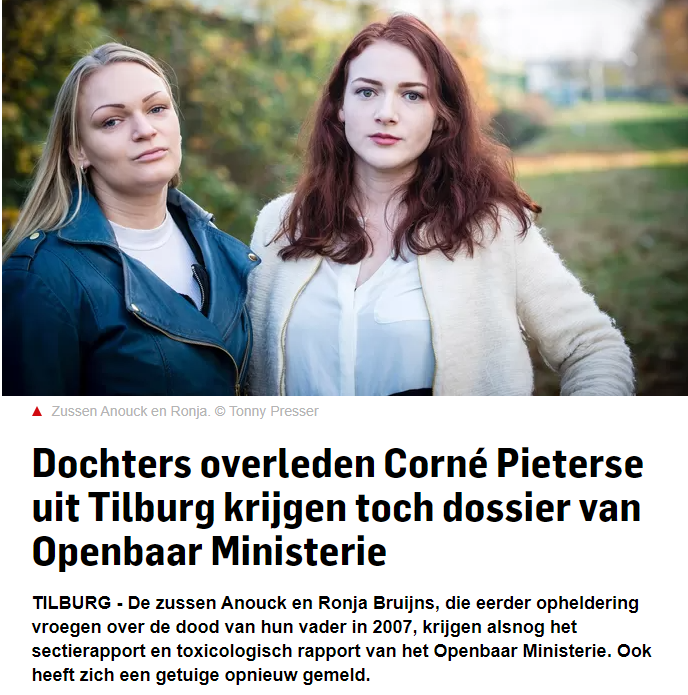 Zussen Anouck en Ronja. © Tonny Presser
Dochters overleden Corné Pieterse
uit Tilburg krijgen toch dossier van
Openbaar Ministerie
TILBURG - De zussen Anouck en Ronja Bruijns, die eerder opheldering
vroegen over de dood van hun vader in 2007, krijgen alsnog het
sectierapport en toxicologisch rapport van het Openbaar Ministerie. Ook
heeft zich een getuige opnieuw gemeld.